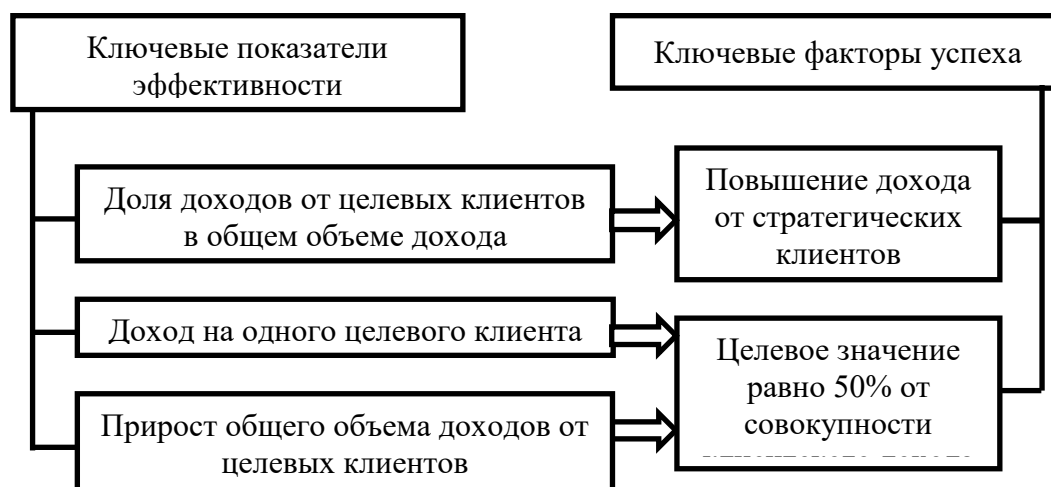 Ключевые показатели
эффективности
Ключевые факторы успеха
Доля доходов от целевых клиентов
в общем объеме дохода
Повышение дохода
от стратегических
клиентов
Доход на одного целевого клиента
Целевое значение
равно 50% от
совокупности
Прирост общего объема доходов от
целевых клиентов